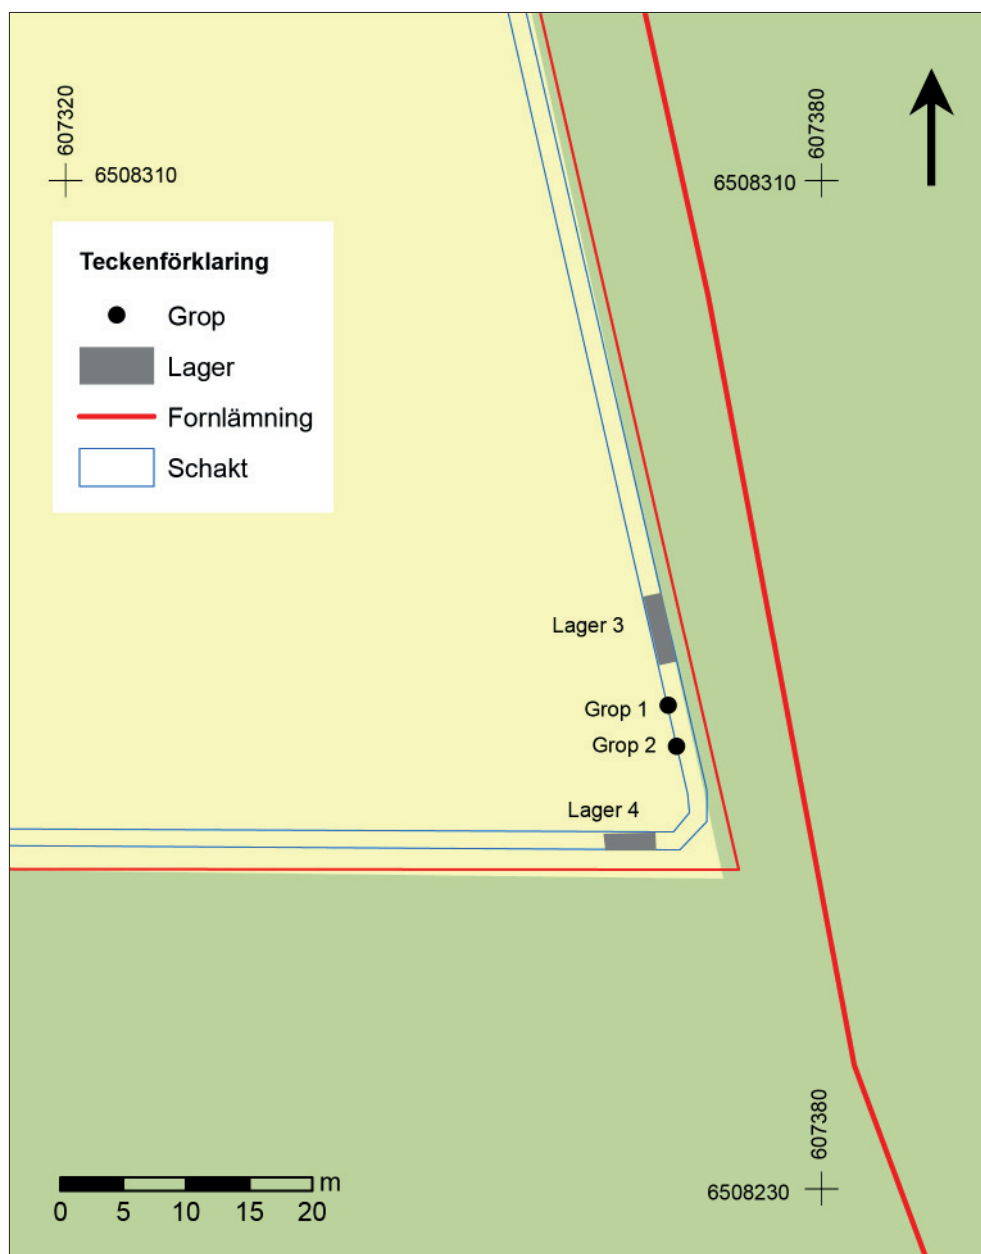 607320
6508310
607380
6508310
Teckenförklaring
Grop
Lager
Fornlämning
Schakt
Lager 3
Grop 1
Grop 2
Lager 4
607380
6508230
m
0 5 10 15 20